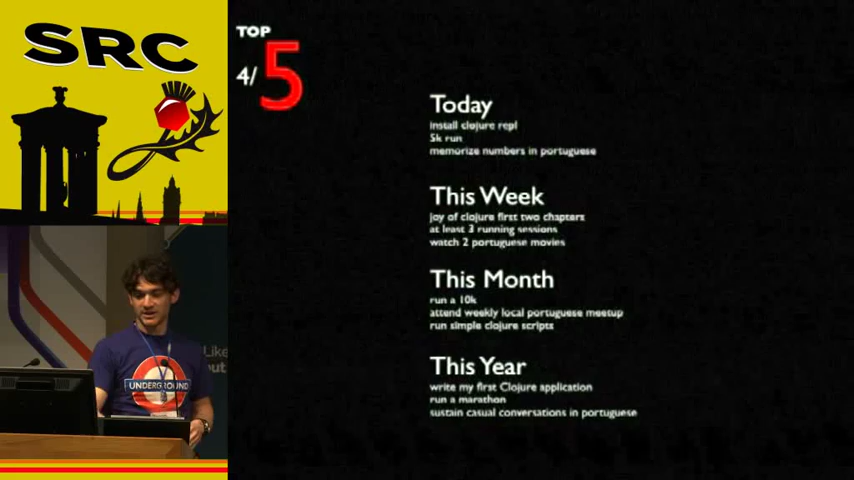 SRC
TOP
4/5
Today
install clojure repl
5k run
memorize numbers in portuguese
This Week
joy of clojure first two chapters
at least 3 running sessions
watch 2 portuguese movies
This Month
run a 10k
attend weekly local portuguese meetup
run simple clojure scripts
This Year
write my first Clojure application
run a marathon
sustain casual conversations in portuguese
Like
out
UNDERGROUND